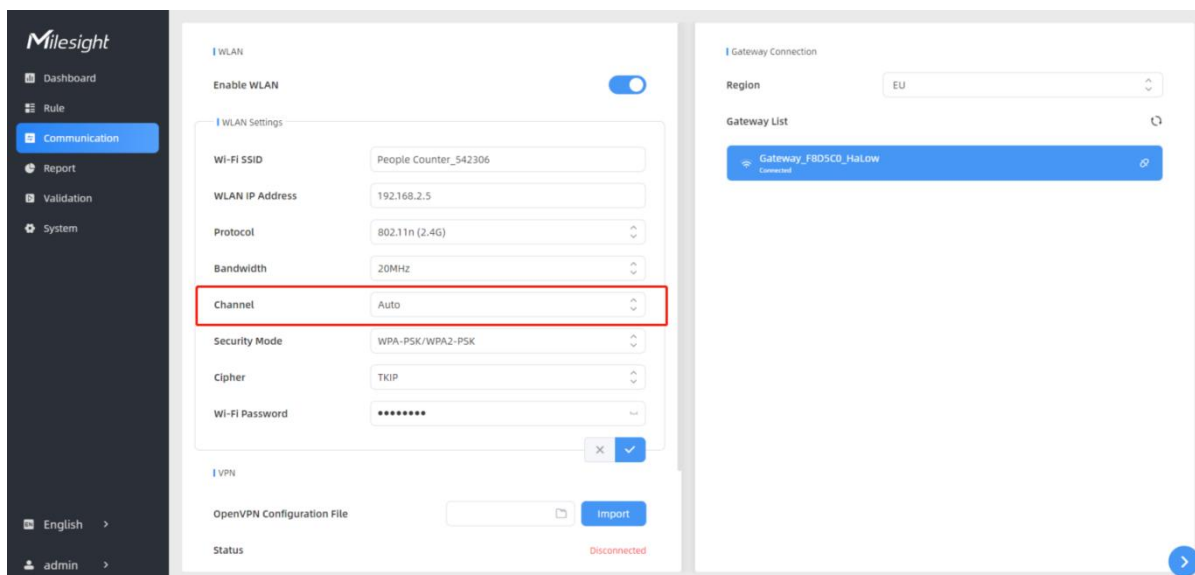 Milesight
Dashboard
Rule
Communication
Report
Validation
System
English
admin
WLAN
Enable WLAN
WLAN Settings
Wi-Fi SSID People Counter_542306
WLAN IP Address 192.168.2.5
Protocol 802.11n (2.4G)
Bandwidth 20MHz
Channel Auto
Security Mode WPA-PSK/WPA2-PSK
Cipher TKIP
Wi-Fi Password ••••••••
VPN
OpenVPN Configuration File Import
Status Disconnected
Gateway Connection
Region EU
Gateway List
Gateway_F8D5C0_HaLow
Connected